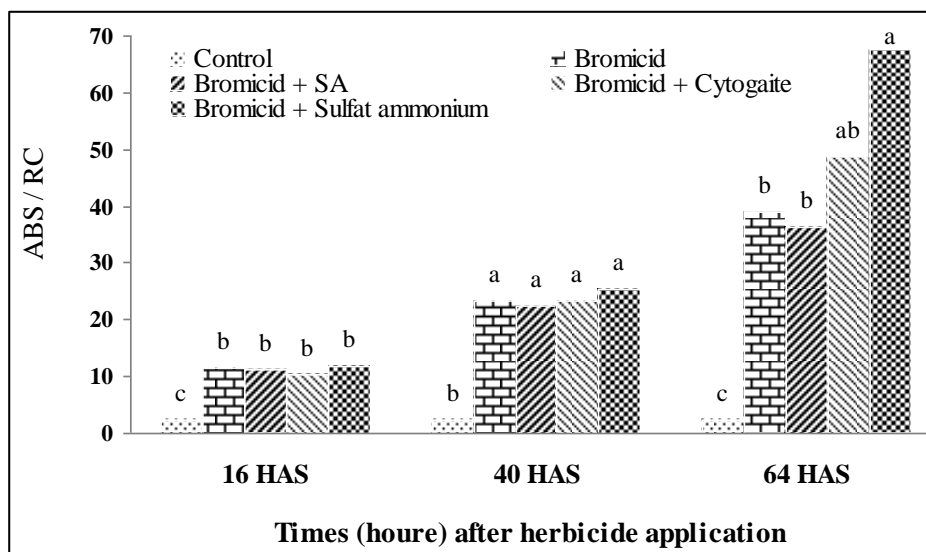 70
60
50
40
30
20
10
0
ABS / RC
Control
Bromicid
Bromicid + SA
Bromicid + Cytogaite
Bromicid + Sulfat ammonium
c b b b b
b a a a a
c b b ab a
16 HAS 40 HAS 64 HAS
Times (houre) after herbicide application